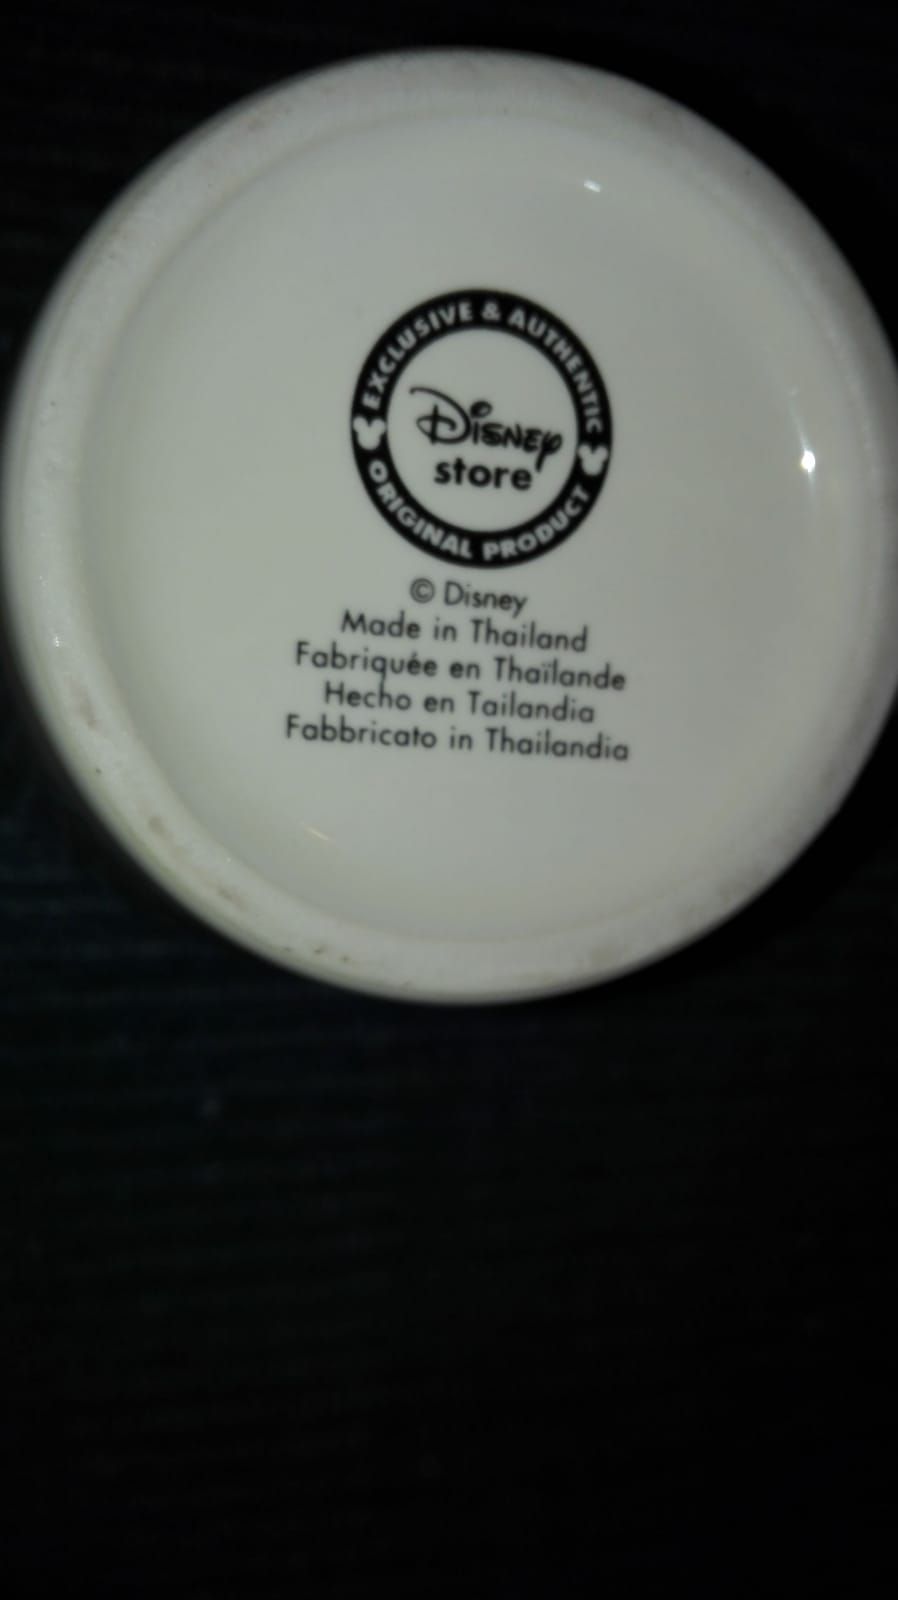 EXCLUSIVE & AUTHENTIC
Disney
store
ORIGINAL PRODUCT
© Disney
Made in Thailand
Fabriquée en Thaïlande
Hecho en Tailandia
Fabbricato in Thailandia